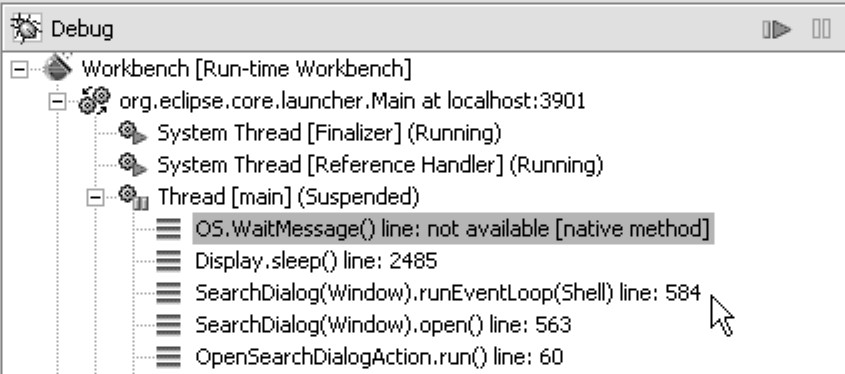 Debug
Workbench [Run-time Workbench]
org.eclipse.core.launcher.Main at localhost:3901
System Thread [Finalizer] (Running)
System Thread [Reference Handler] (Running)
Thread [main] (Suspended)
OS.WaitMessage() line: not available [native method]
Display.sleep() line: 2485
SearchDialog(Window).runEventLoop(Shell) line: 584
SearchDialog(Window).open() line: 563
OpenSearchDialogAction.run() line: 60